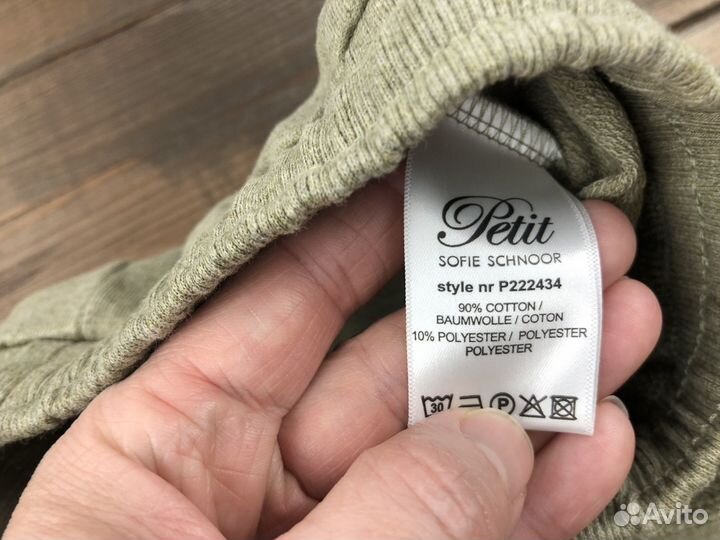 Petit
SOFIE SCHNOOR
style nr P222434
90% COTTON /
BAUMWOLLE / COTON
10% POLYESTER / POLYESTER
POLYESTER
30 P
Avito